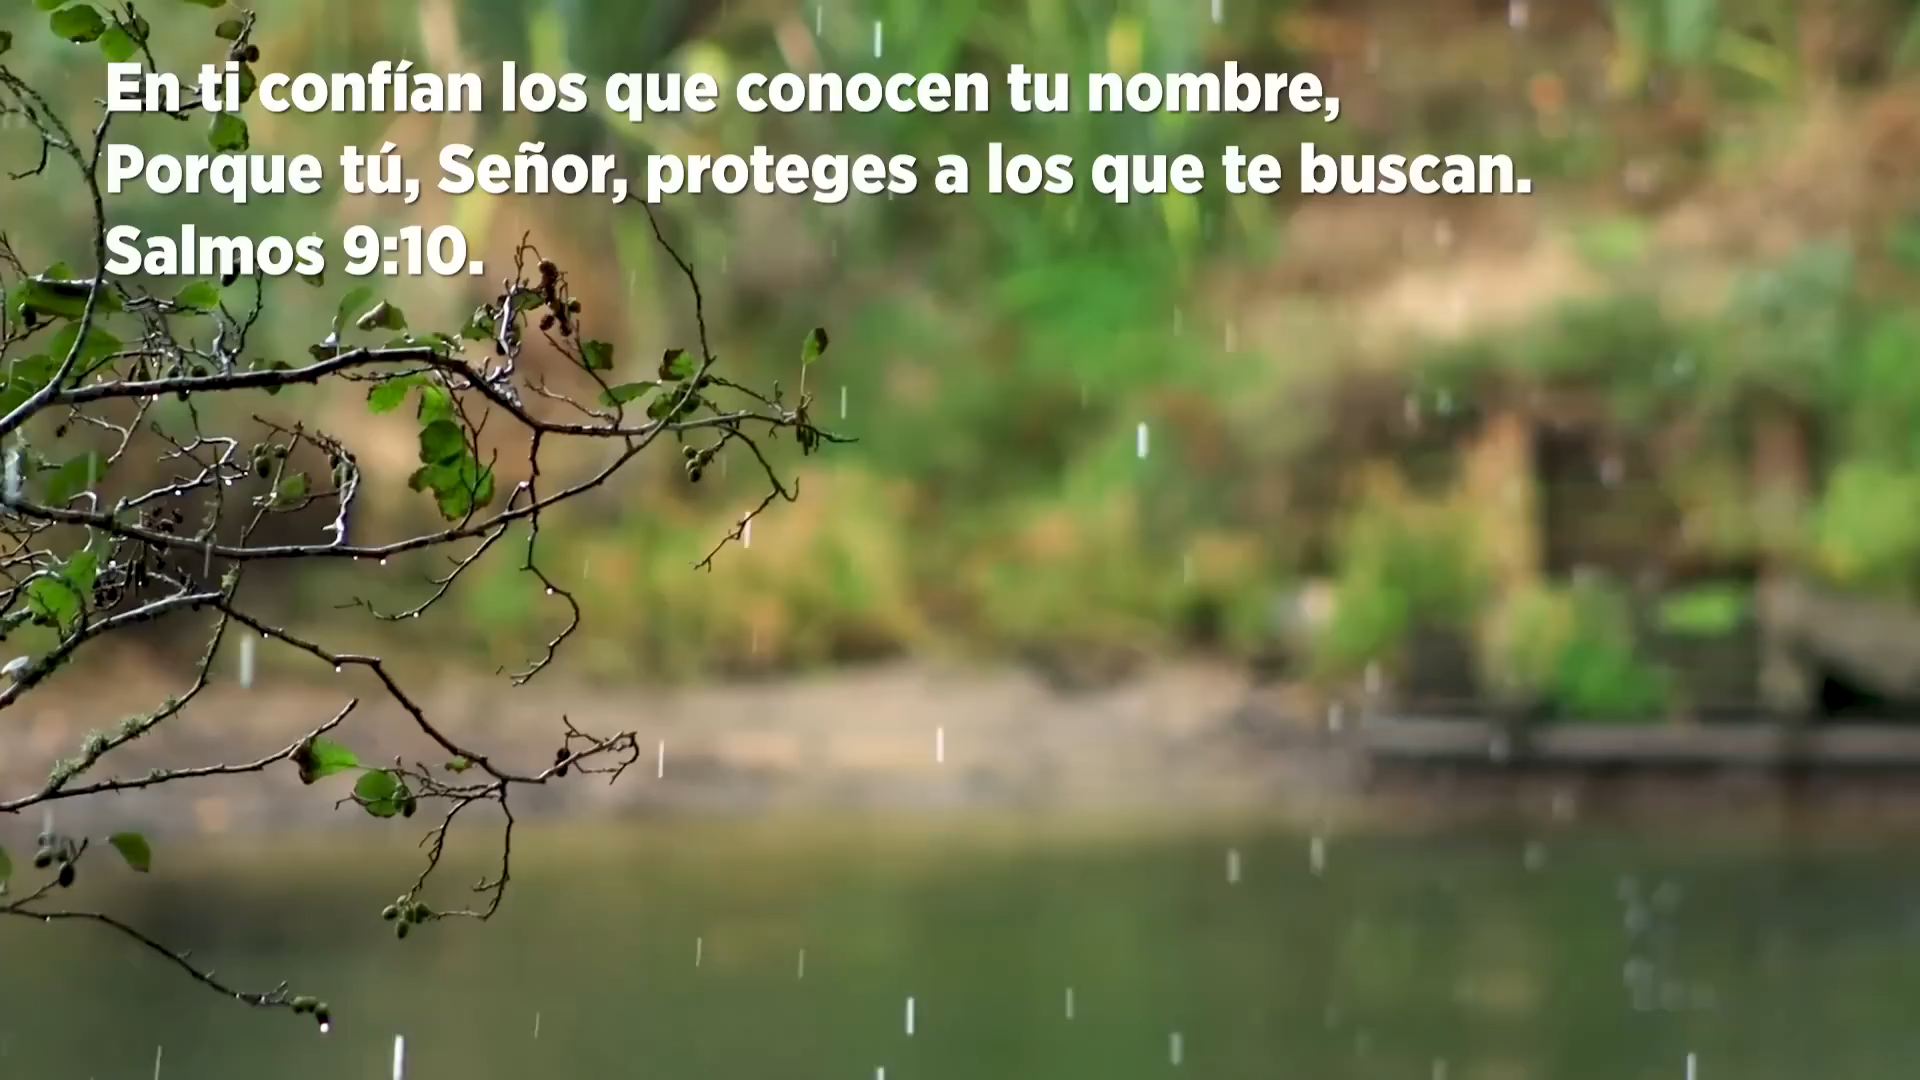 En ti confían los que conocen tu nombre,
Porque tú, Señor, proteges a los que te buscan.
Salmos 9:10.